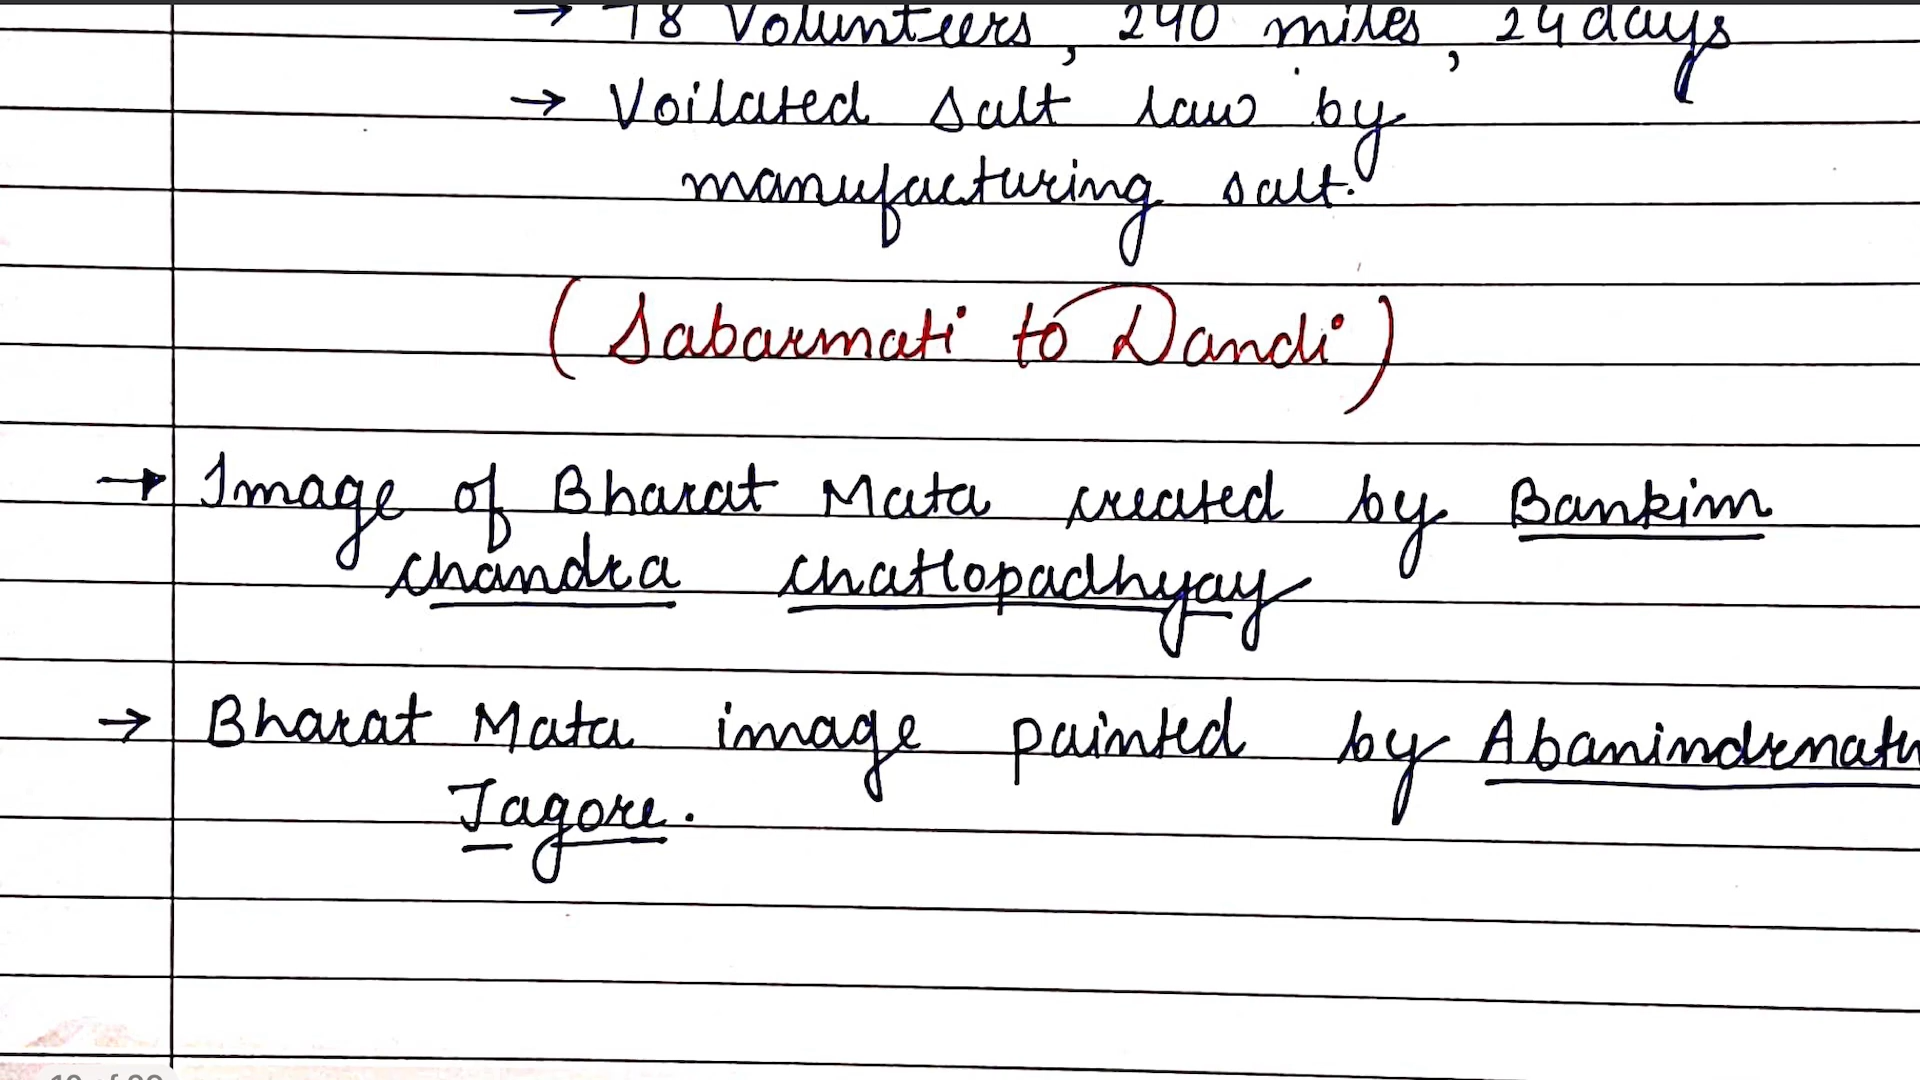 → 78 Volunteers, 240 miles, 24 days
→ Voilated salt law by
manufacturing salt.
(Sabarmati to Dandi)
→ Image of Bharat Mata created by Bankim
chandra chattopadhyay
→ Bharat Mata image painted by Abanindrenath
Tagore.